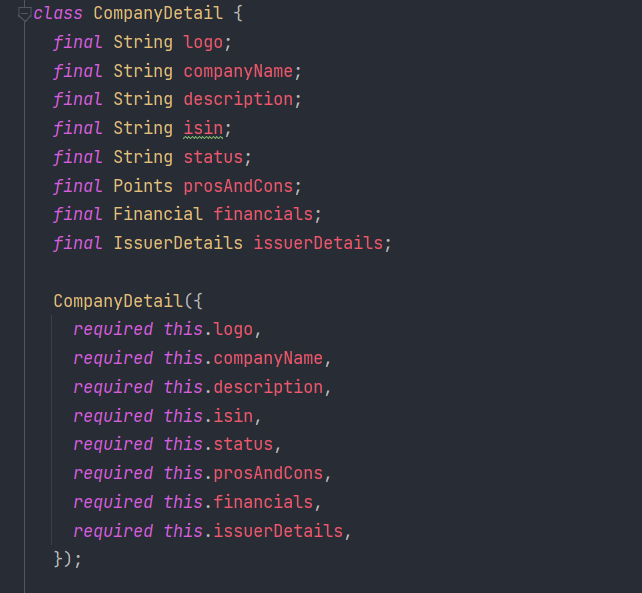 class CompanyDetail {
final String logo;
final String companyName;
final String description;
final String isin;
final String status;
final Points prosAndCons;
final Financial financials;
final IssuerDetails issuerDetails;
CompanyDetail({
required this.logo,
required this.companyName,
required this.description,
required this.isin,
required this.status,
required this.prosAndCons,
required this.financials,
required this.issuerDetails,
});